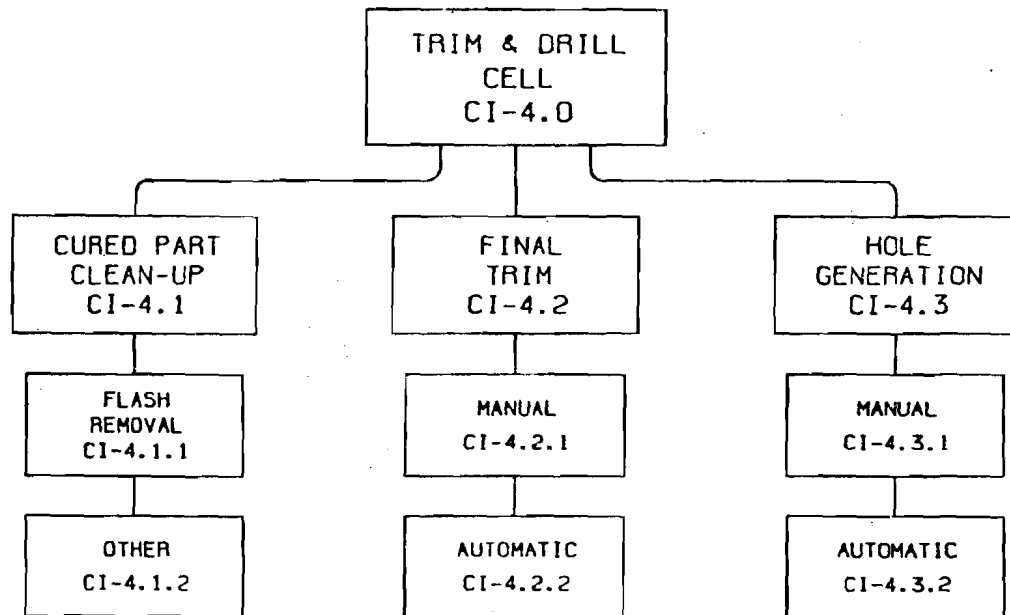 TRIM & DRILL
CELL
CI-4.0
CURED PART
CLEAN-UP
CI-4.1
FINAL
TRIM
CI-4.2
HOLE
GENERATION
CI-4.3
FLASH
REMOVAL
CI-4.1.1
MANUAL
CI-4.2.1
MANUAL
CI-4.3.1
OTHER
CI-4.1.2
AUTOMATIC
CI-4.2.2
AUTOMATIC
CI-4.3.2